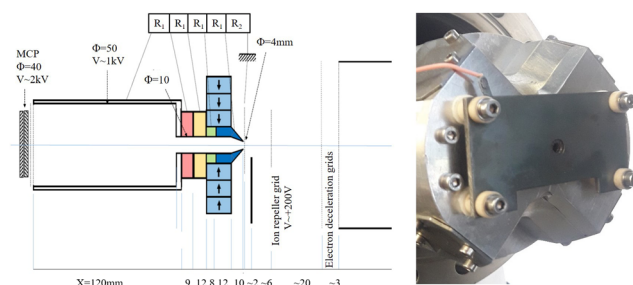 R₁ R₁ R₁ R₁ R₂
MCP
Φ=40
V~2kV
Φ=50
V~1kV
Φ=10
Φ=4mm
Ion repeller grid
V~+200V
Electron deceleration grids
X=120mm
9 12 8 12 10 ~2 ~6 ~20 ~3